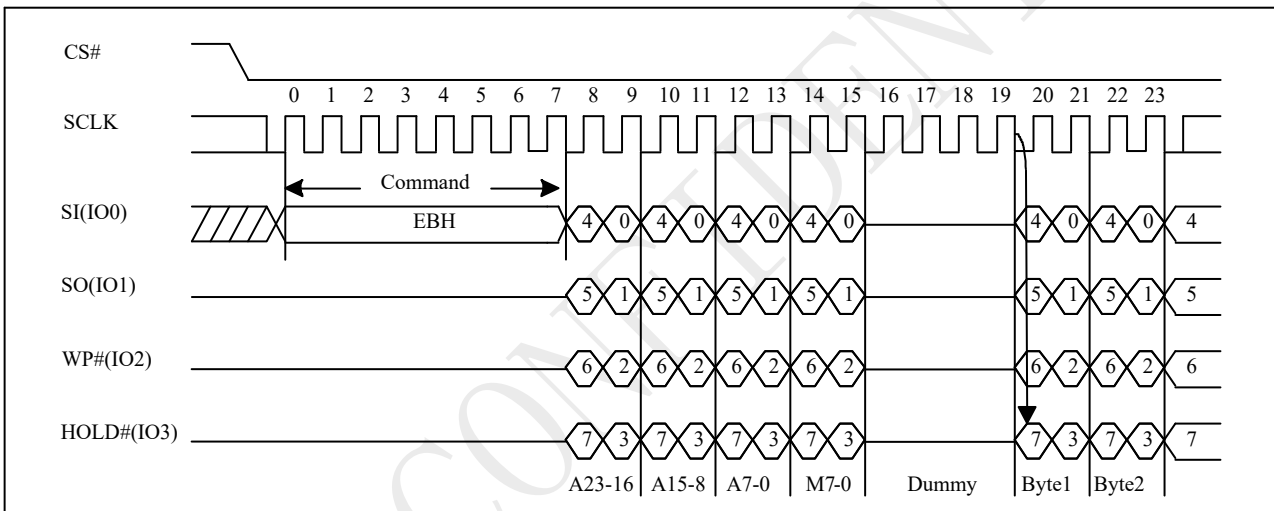 CS#
0 1 2 3 4 5 6 7 8 9 10 11 12 13 14 15 16 17 18 19 20 21 22 23
SCLK
Command
SI(IO0) EBH 4 0 4 0 4 0 4 0 4 0 4 0 4
SO(IO1) 5 1 5 1 5 1 5 1 5 1 5 1 5
WP#(IO2) 6 2 6 2 6 2 6 2 6 2 6 2 6
HOLD#(IO3) 7 3 7 3 7 3 7 3 7 3 7 3 7
A23-16 A15-8 A7-0 M7-0 Dummy Byte1 Byte2
CONFIDENT